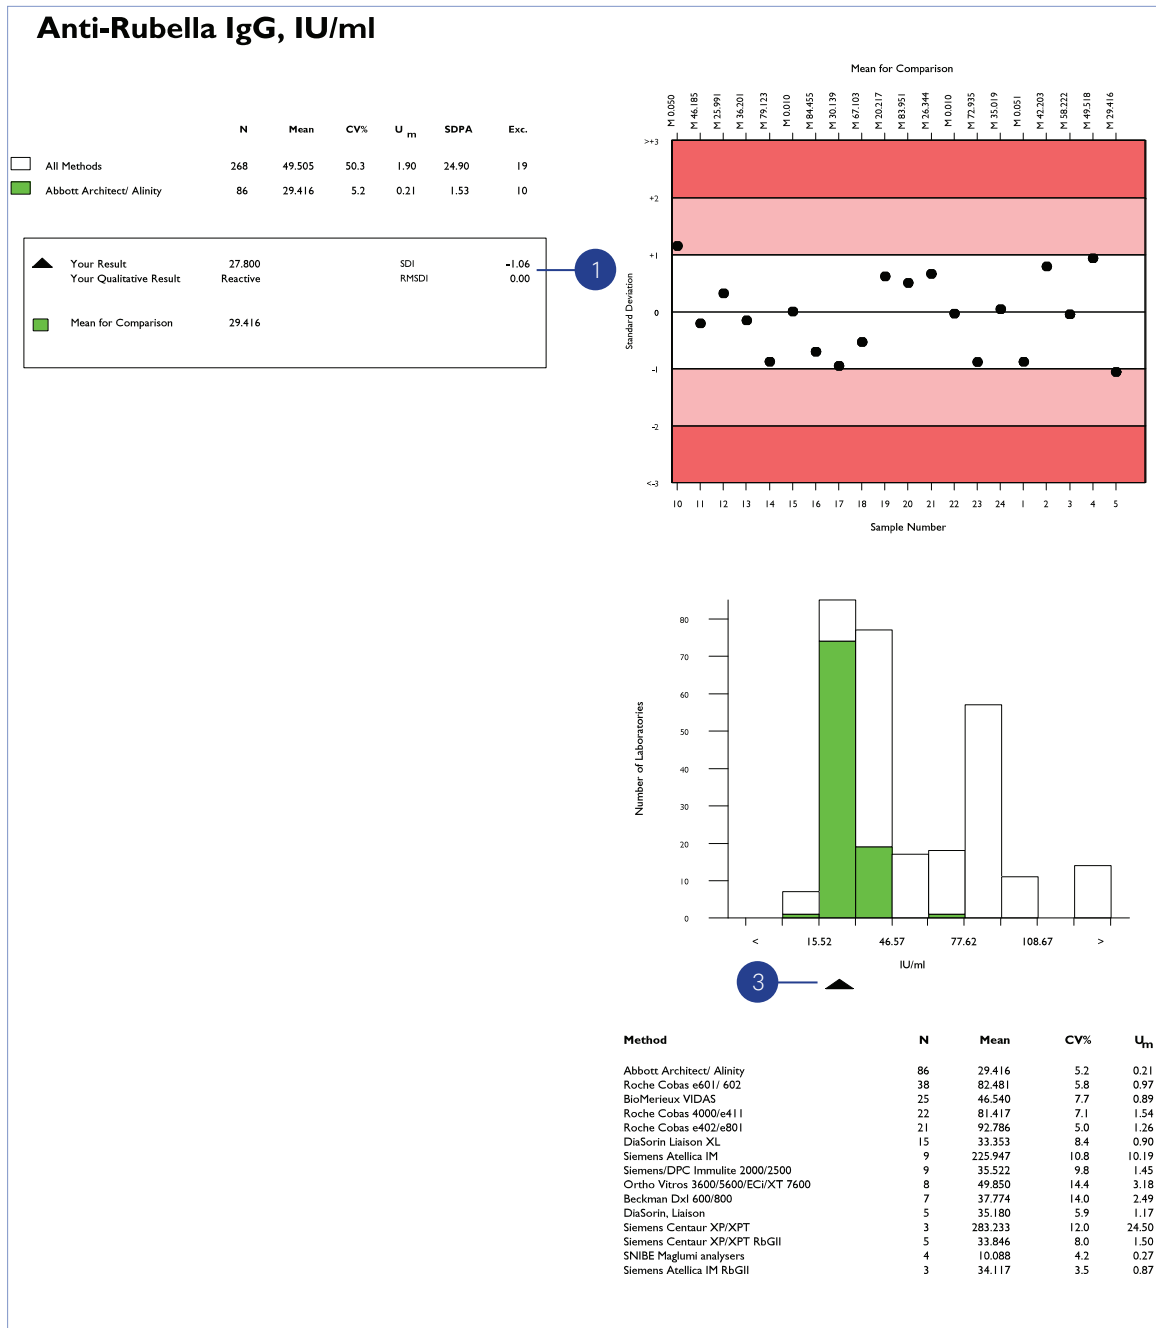 Anti-Rubella IgG, IU/ml
N Mean CV% U m SDPA Exc.
All Methods 268 49.505 50.3 1.90 24.90 19
Abbott Architect/ Alinity 86 29.416 5.2 0.21 1.53 10
Your Result 27.800 SDI -1.06
Your Qualitative Result Reactive RMSDI 0.00
1
Mean for Comparison 29.416
Mean for Comparison
M 0.050 M 46.185 M 25.991 M 36.201 M 79.123 M 0.010 M 84.455 M 30.139 M 67.103 M 20.217 M 83.951 M 26.344 M 0.010 M 72.935 M 35.019 M 0.051 M 42.203 M 58.222 M 49.518 M 29.416
>+3
+2
+1
0
-1
-2
<-3
Standard Deviation
10 11 12 13 14 15 16 17 18 19 20 21 22 23 24 1 2 3 4 5
Sample Number
80
70
60
50
40
30
20
10
0
Number of Laboratories
< 15.52 46.57 77.62 108.67 >
IU/ml
3
Method N Mean CV% Um
Abbott Architect/ Alinity 86 29.416 5.2 0.21
Roche Cobas e601/ 602 38 82.481 5.8 0.97
BioMerieux VIDAS 25 46.540 7.7 0.89
Roche Cobas 4000/e411 22 81.417 7.1 1.54
Roche Cobas e402/e801 21 92.786 5.0 1.26
DiaSorin Liaison XL 15 33.353 8.4 0.90
Siemens Atellica IM 9 225.947 10.8 10.19
Siemens/DPC Immulite 2000/2500 9 35.522 9.8 1.45
Ortho Vitros 3600/5600/ECi/XT 7600 8 49.850 14.4 3.18
Beckman DxI 600/800 7 37.774 14.0 2.49
DiaSorin, Liaison 5 35.180 5.9 1.17
Siemens Centaur XP/XPT 3 283.233 12.0 24.50
Siemens Centaur XP/XPT RbGII 5 33.846 8.0 1.50
SNIBE Maglumi analysers 4 10.088 4.2 0.27
Siemens Atellica IM RbGII 3 34.117 3.5 0.87